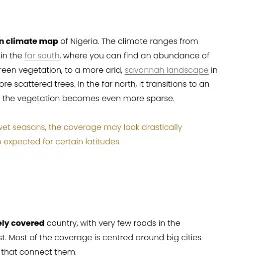 n climate map of Nigeria. The climate ranges from
in the far south, where you can find an abundance of
reen vegetation, to a more arid, savannah landscape in
ore scattered trees. In the far north, it transitions to an
the vegetation becomes even more sparse.
wet seasons, the coverage may look drastically
expected for certain latitudes.
ely covered country, with very few roads in the
st. Most of the coverage is centred around big cities
that connect them.